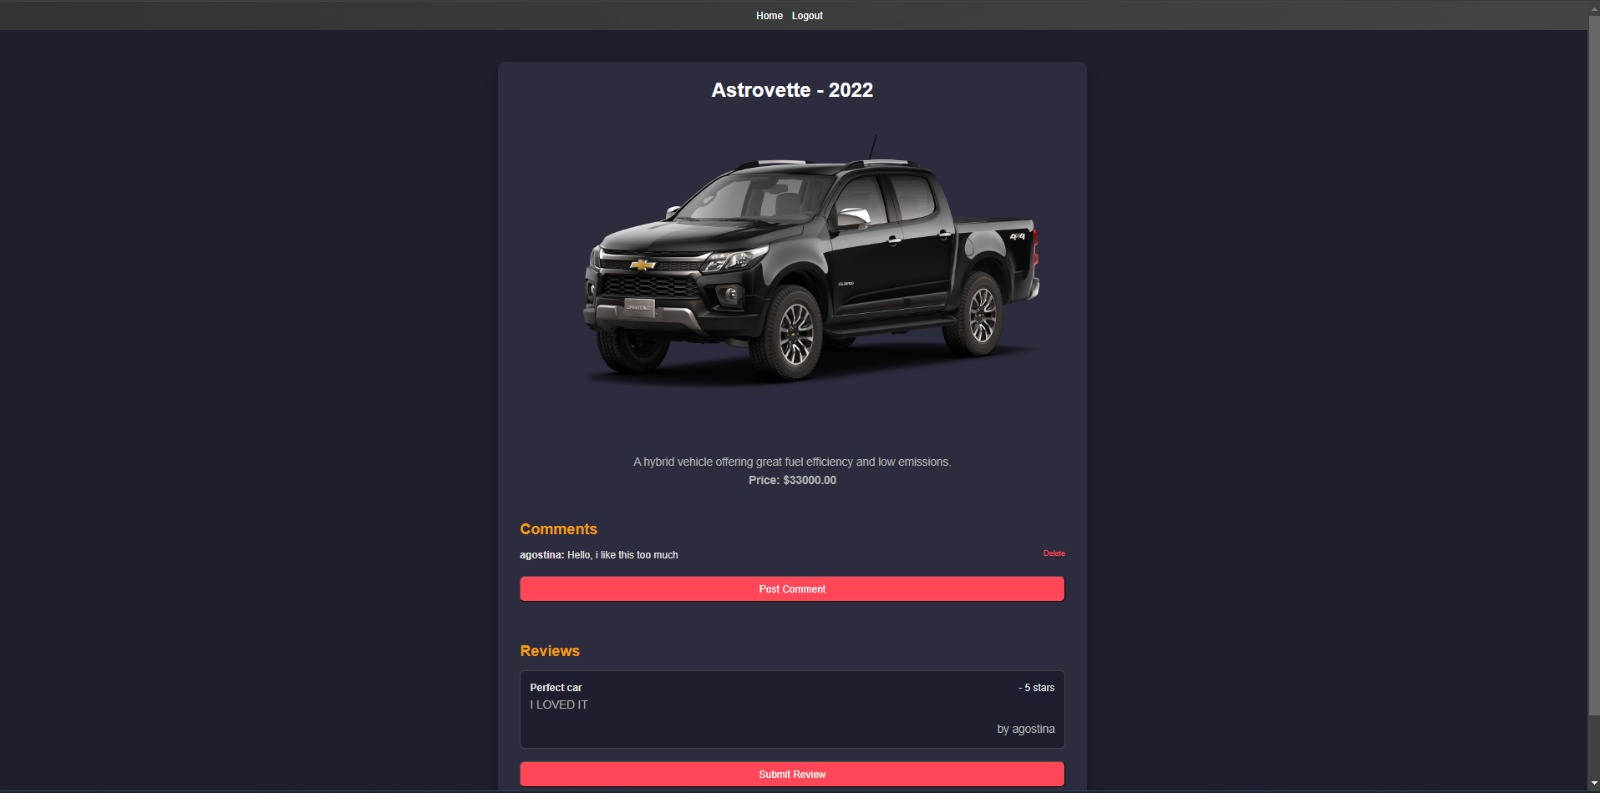 Home Logout
Astrovette - 2022
4x4
A hybrid vehicle offering great fuel efficiency and low emissions.
Price: $33000.00
Comments
agostina: Hello, i like this too much Delete
Post Comment
Reviews
Perfect car - 5 stars
I LOVED IT
by agostina
Submit Review